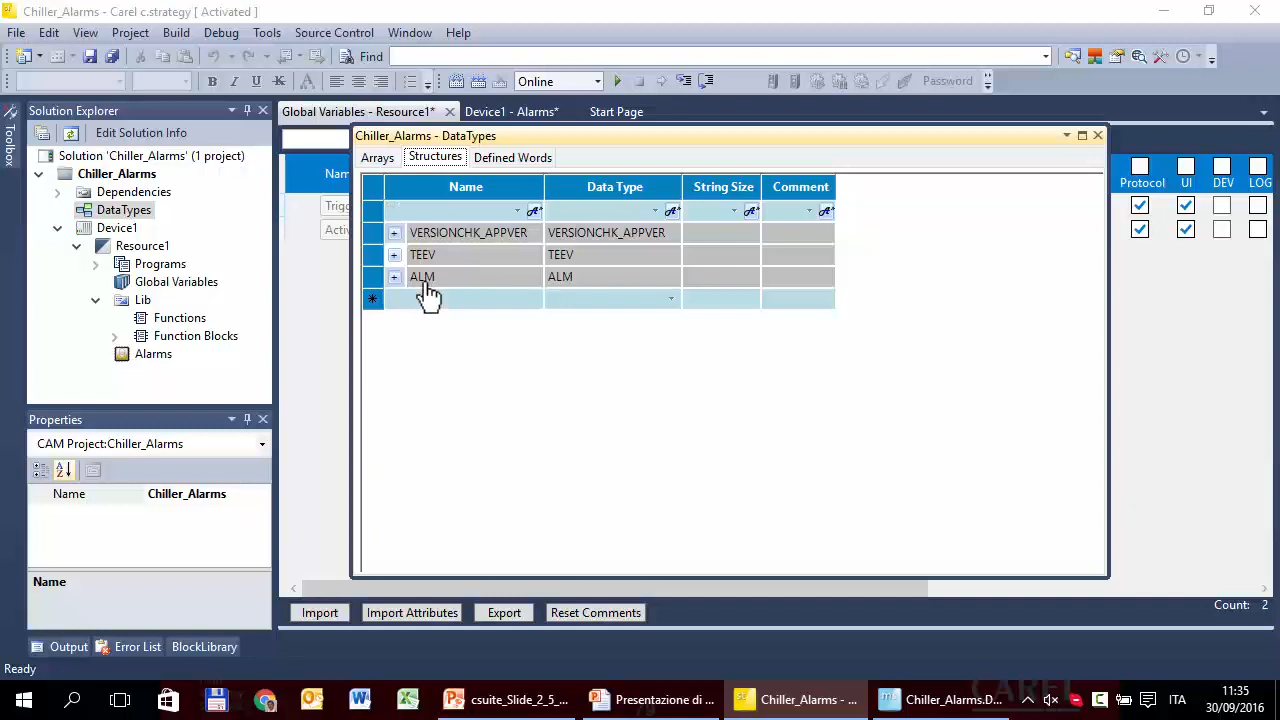 Chiller_Alarms - Carel c.strategy [ Activated ]
File Edit View Project Build Debug Tools Source Control Window Help
Find
Online
Password
Toolbox
Solution Explorer
Edit Solution Info
Solution 'Chiller_Alarms' (1 project)
Chiller_Alarms
Dependencies
DataTypes
Device1
Resource1
Programs
Global Variables
Lib
Functions
Function Blocks
Alarms
Properties
CAM Project:Chiller_Alarms
Name Chiller_Alarms
Name
Global Variables - Resource1* Device1 - Alarms* Start Page
Chiller_Alarms - DataTypes
Arrays Structures Defined Words
Name Data Type String Size Comment
VERSIONCHK_APPVER VERSIONCHK_APPVER
TEEV TEEV
ALM ALM
Protocol UI DEV LOG
Import Import Attributes Export Reset Comments
Count: 2
Output Error List BlockLibrary
Ready
csuite_Slide_2_5_... Presentazione di ... Chiller_Alarms - ... Chiller_Alarms.D...
ITA
11:35
30/09/2016